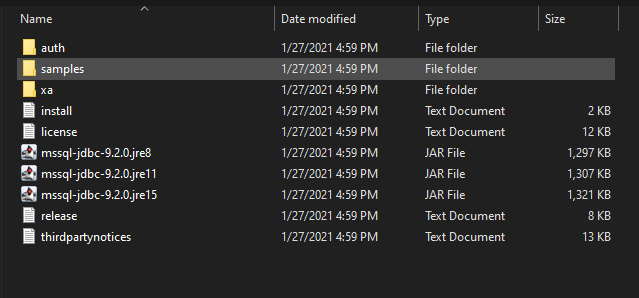 Name Date modified Type Size
auth 1/27/2021 4:59 PM File folder
samples 1/27/2021 4:59 PM File folder
xa 1/27/2021 4:59 PM File folder
install 1/27/2021 4:59 PM Text Document 2 KB
license 1/27/2021 4:59 PM Text Document 12 KB
mssql-jdbc-9.2.0.jre8 1/27/2021 4:59 PM JAR File 1,297 KB
mssql-jdbc-9.2.0.jre11 1/27/2021 4:59 PM JAR File 1,307 KB
mssql-jdbc-9.2.0.jre15 1/27/2021 4:59 PM JAR File 1,321 KB
release 1/27/2021 4:59 PM Text Document 8 KB
thirdpartynotices 1/27/2021 4:59 PM Text Document 13 KB